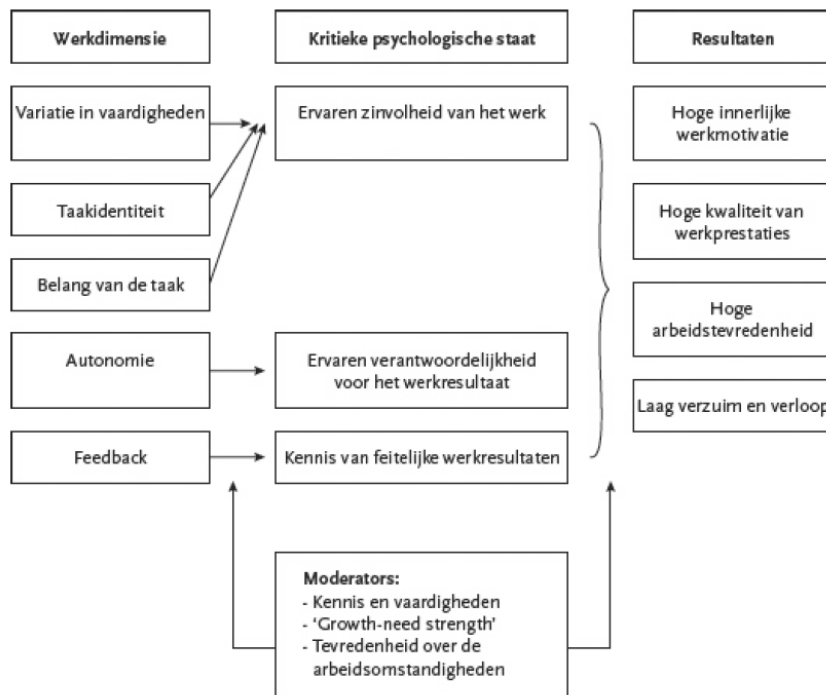 Werkdimensie
Kritieke psychologische staat
Resultaten
Variatie in vaardigheden
Ervaren zinvolheid van het werk
Hoge innerlijke
werkmotivatie
Taakidentiteit
Hoge kwaliteit van
werkprestaties
Belang van de taak
Hoge
arbeidstevredenheid
Autonomie
Ervaren verantwoordelijkheid
voor het werkresultaat
Laag verzuim en verloop
Feedback
Kennis van feitelijke werkresultaten
Moderators:
- Kennis en vaardigheden
- ‘Growth-need strength’
- Tevredenheid over de
arbeidsomstandigheden